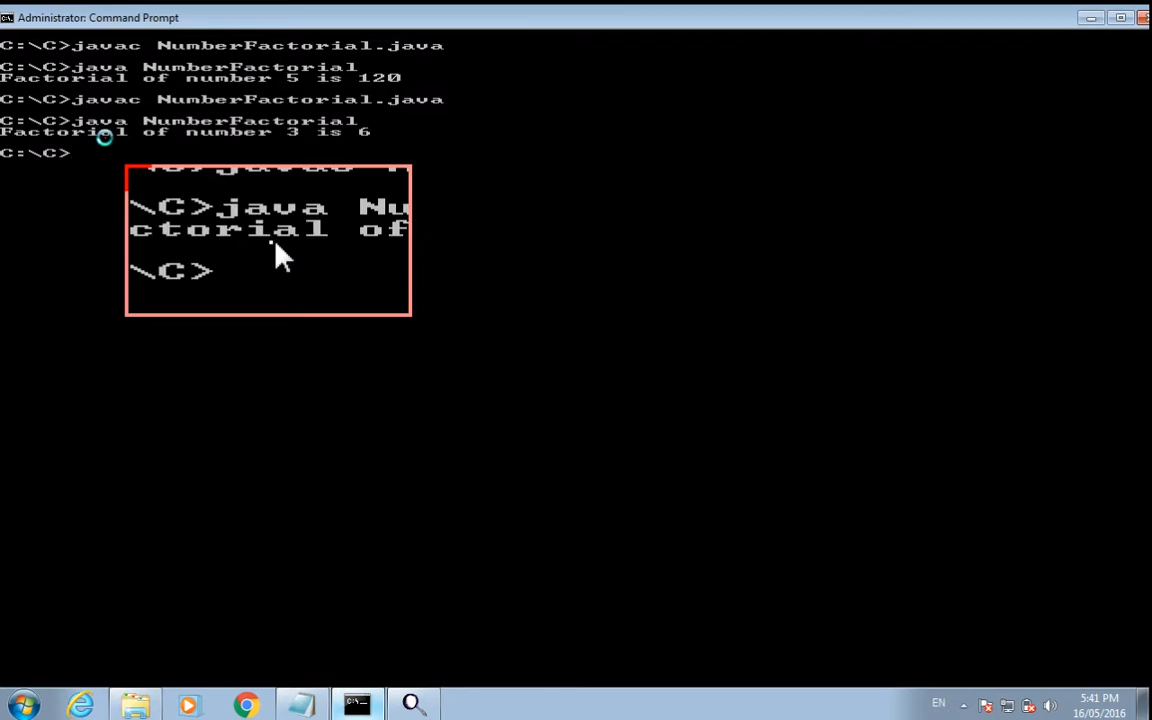 Administrator: Command Prompt
C:\C>javac NumberFactorial.java
C:\C>java NumberFactorial
Factorial of number 5 is 120
C:\C>javac NumberFactorial.java
C:\C>java NumberFactorial
Factorial of number 3 is 6
C:\C>
\C>java Nu
ctorial of
\C>
EN
5:41 PM
16/05/2016